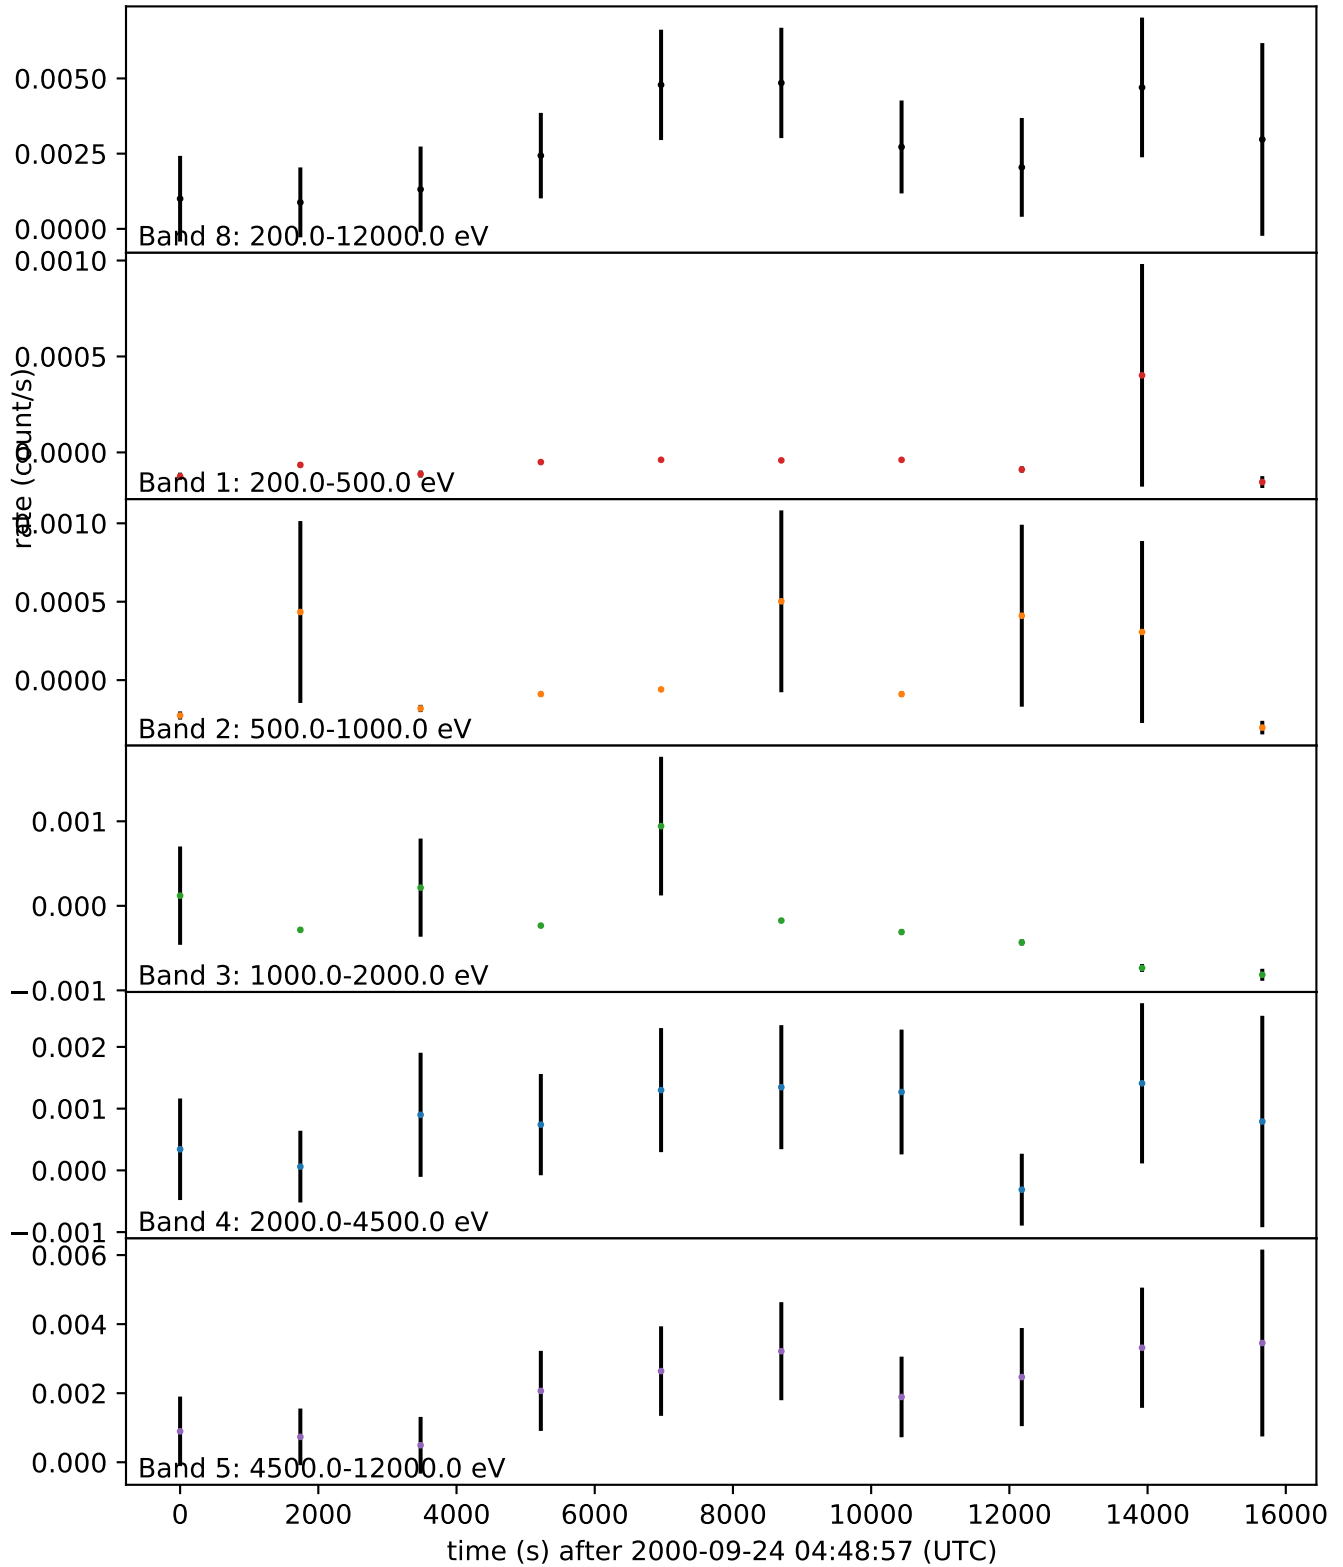 0.0050
0.0025
0.0000
Band 8: 200.0-12000.0 eV
0.0010
0.0005
0.0000
Band 1: 200.0-500.0 eV
rate (count/s)
0.0010
0.0005
0.0000
Band 2: 500.0-1000.0 eV
0.001
0.000
−0.001
Band 3: 1000.0-2000.0 eV
0.002
0.001
0.000
−0.001
Band 4: 2000.0-4500.0 eV
0.006
0.004
0.002
0.000
Band 5: 4500.0-12000.0 eV
0 2000 4000 6000 8000 10000 12000 14000 16000
time (s) after 2000-09-24 04:48:57 (UTC)